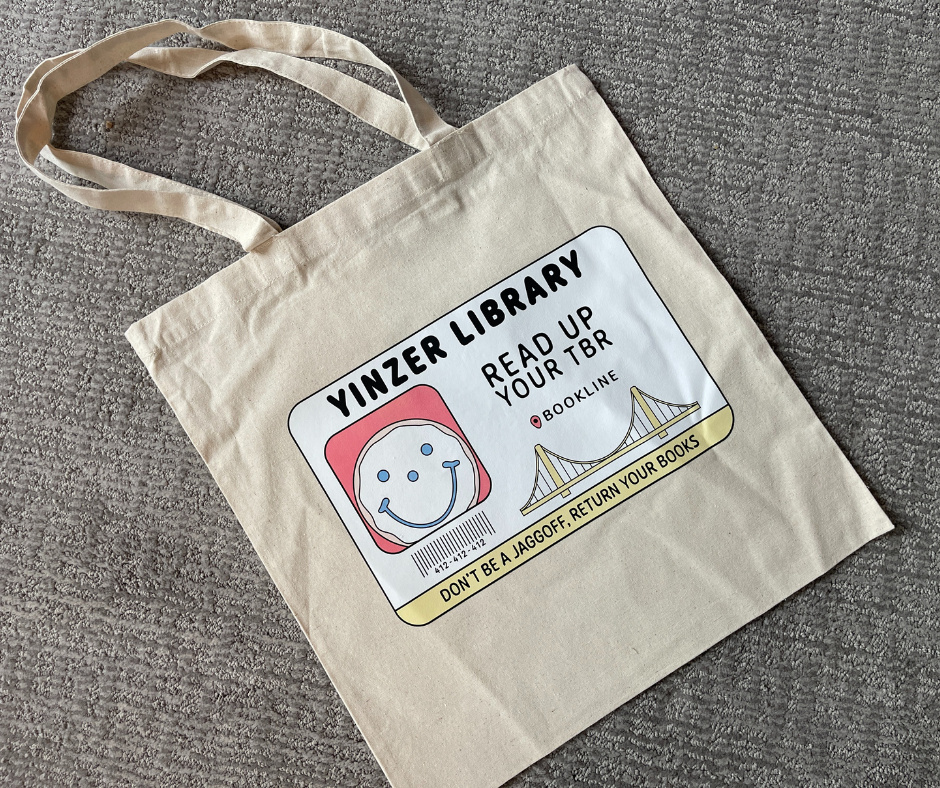 YINZER LIBRARY
READ UP
YOUR TBR
BOOKLINE
412-412-412
DON'T BE A JAGGOFF, RETURN YOUR BOOKS